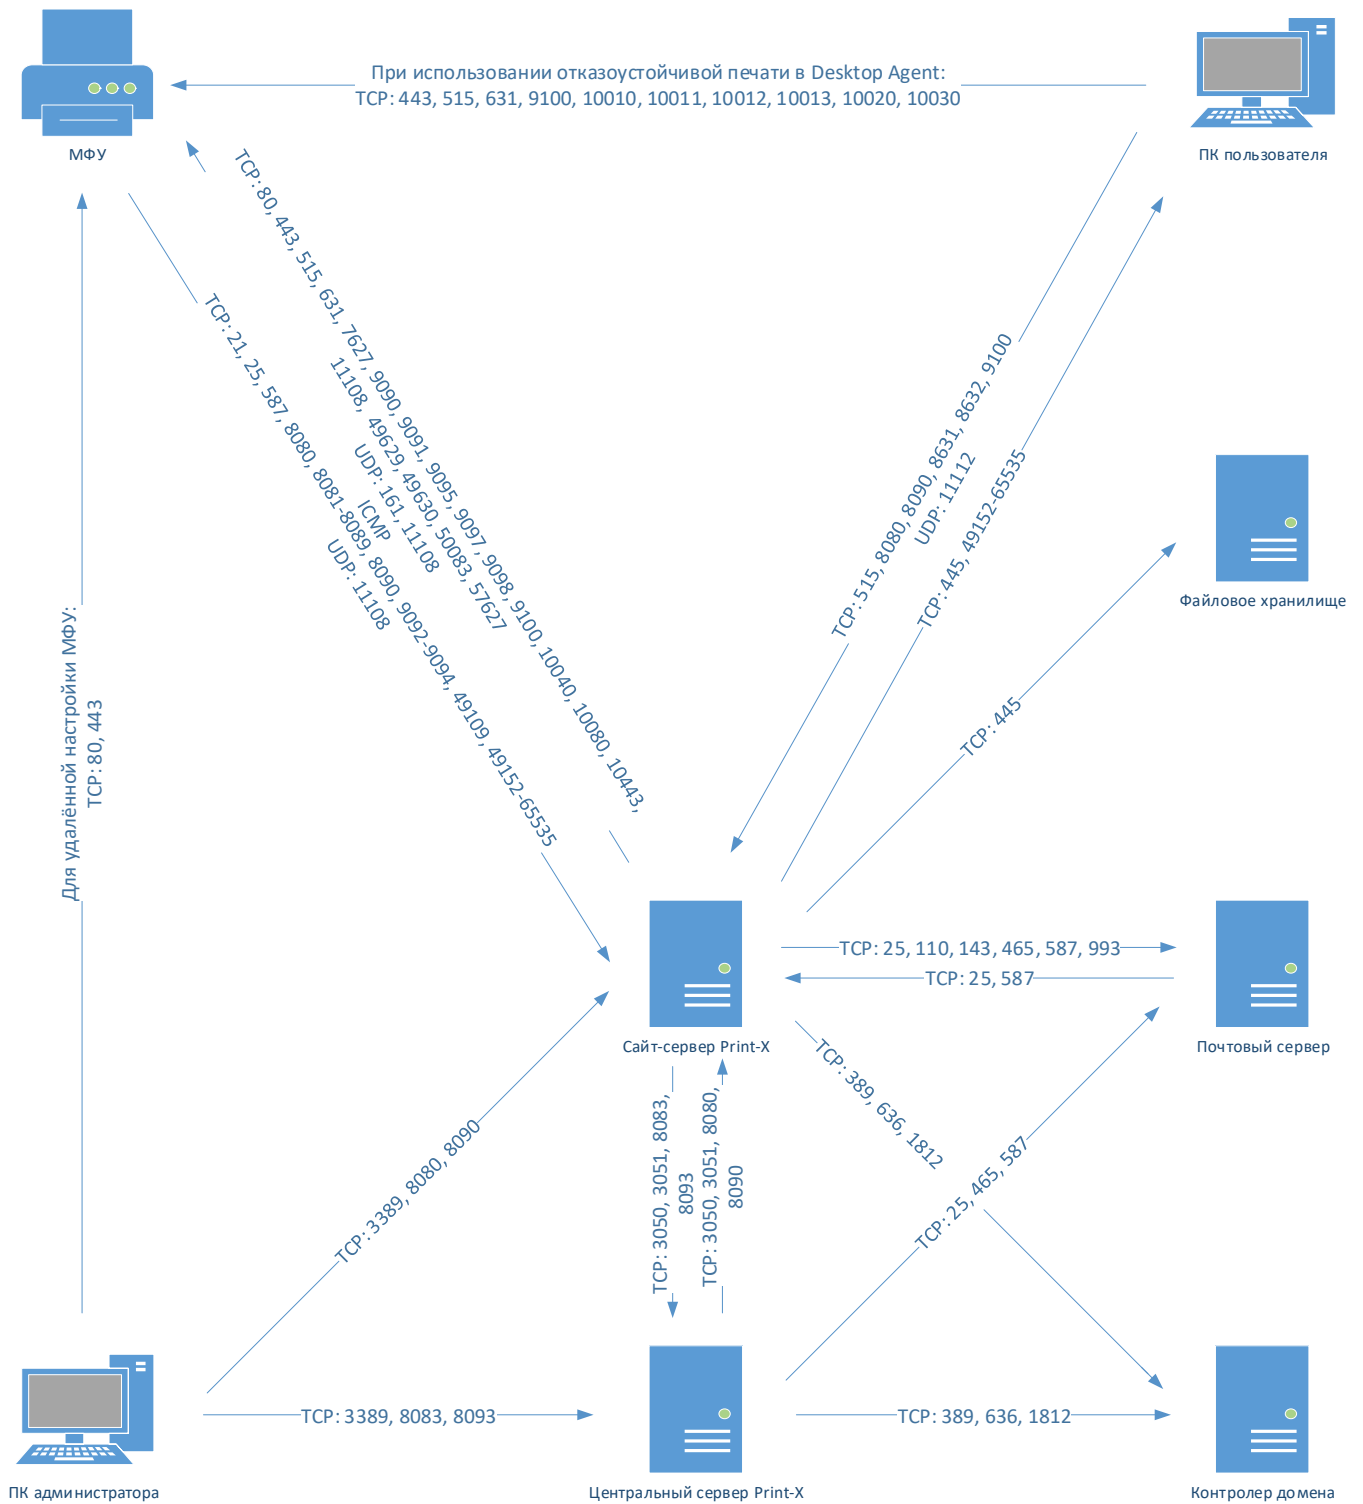 При использовании отказоустойчивой печати в Desktop Agent:
TCP: 443, 515, 631, 9100, 10010, 10011, 10012, 10013, 10020, 10030
МФУ
ПК пользователя
TCP: 80, 443, 515, 631, 7627, 9090, 9091, 9095, 9097, 9098, 9100, 10040, 10080, 10443,
11108, 49629, 49630, 50083, 57627
UDP: 161, 11108
ICMP
TCP: 21, 25, 587, 8080, 8081-8089, 8090, 9092-9094, 49109, 49152-65535
UDP: 11108
TCP: 515, 8080, 8090, 8631, 8632, 9100
UDP: 11112
TCP: 445, 49152-65535
Файловое хранилище
TCP: 445
Для удалённой настройки МФУ:
TCP: 80, 443
TCP: 25, 110, 143, 465, 587, 993
TCP: 25, 587
Сайт-сервер Print-X
Почтовый сервер
TCP: 389, 636, 1812
TCP: 3050, 3051, 8083,
8093
TCP: 3050, 3051, 8080,
8090
TCP: 3389, 8080, 8090
TCP: 25, 465, 587
TCP: 3389, 8083, 8093
TCP: 389, 636, 1812
ПК администратора
Центральный сервер Print-X
Контролер домена